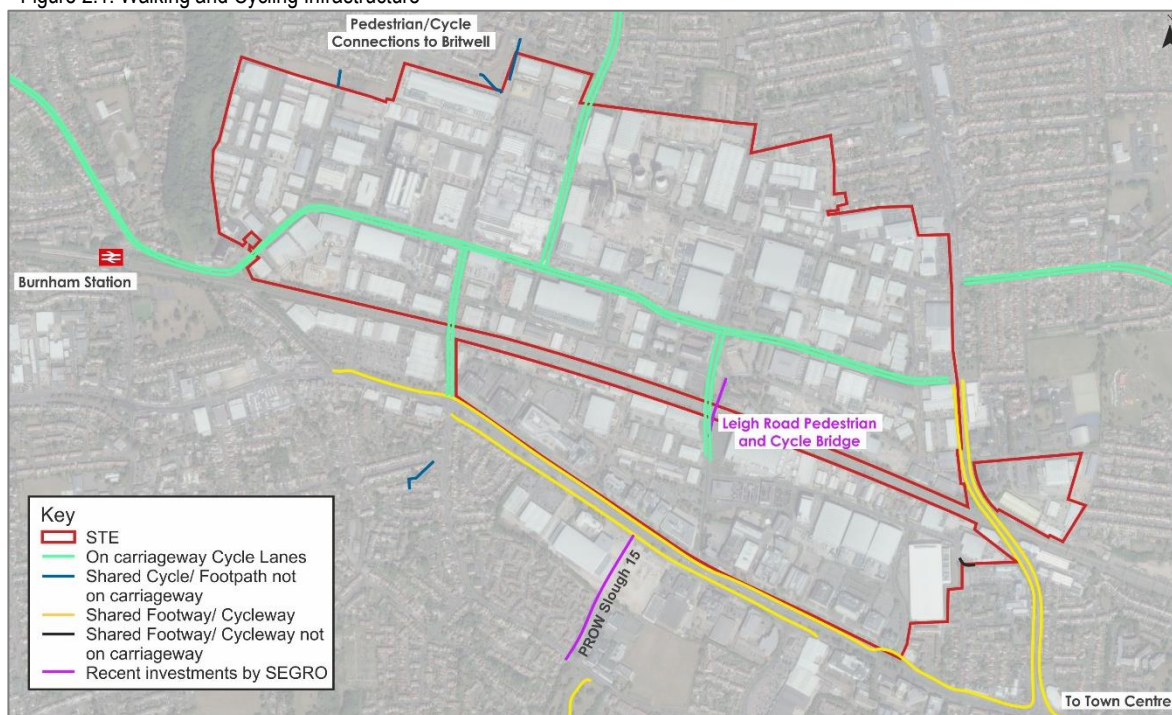 Figure 2.1: Walking and Cycling Infrastructure
Pedestrian/Cycle
Connections to Britwell
Burnham Station
Leigh Road Pedestrian
and Cycle Bridge
PROW Slough 15
To Town Centre
Key
STE
On carriageway Cycle Lanes
Shared Cycle/ Footpath not
on carriageway
Shared Footway/ Cycleway
Shared Footway/ Cycleway not
on carriageway
Recent investments by SEGRO